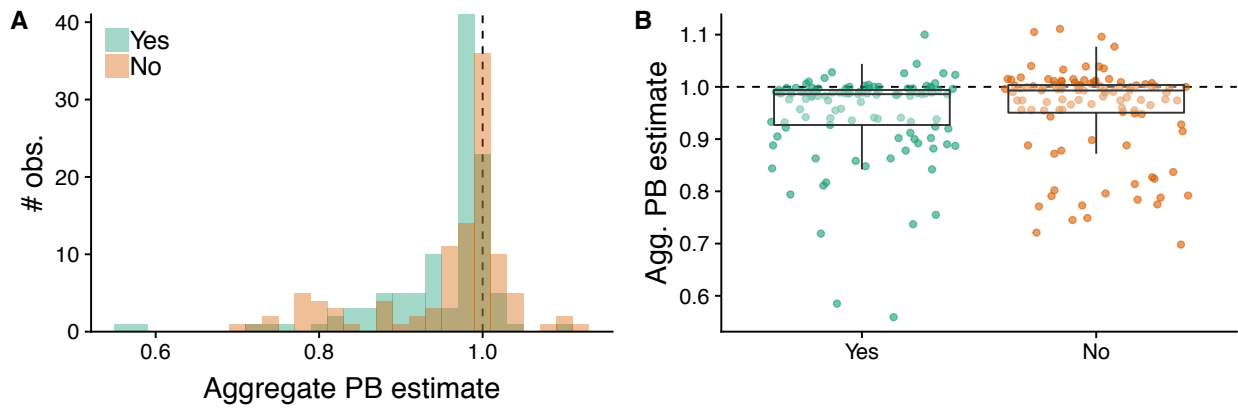 A
# obs.
40
30
20
10
0
Yes
No
0.6
0.8
1.0
Aggregate PB estimate
B
Agg. PB estimate
1.1
1.0
0.9
0.8
0.7
0.6
Yes
No